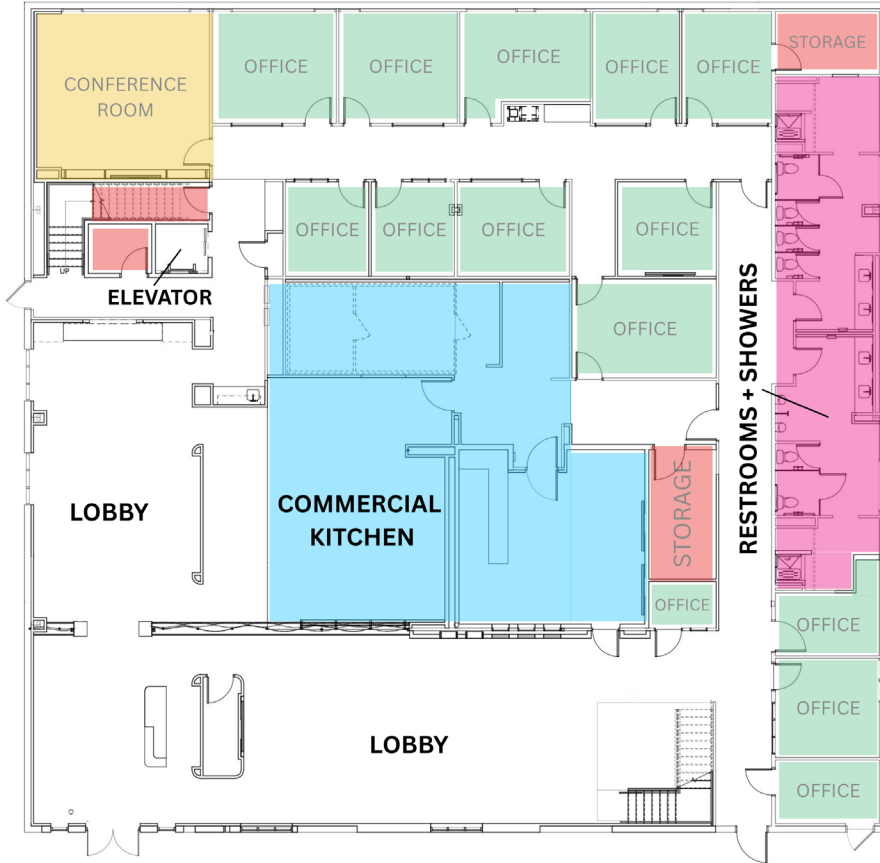 CONFERENCE
ROOM
OFFICE
OFFICE
OFFICE
OFFICE
OFFICE
STORAGE
OFFICE
OFFICE
OFFICE
OFFICE
UP
ELEVATOR
OFFICE
RESTROOMS + SHOWERS
LOBBY
COMMERCIAL
KITCHEN
STORAGE
OFFICE
OFFICE
OFFICE
LOBBY
OFFICE